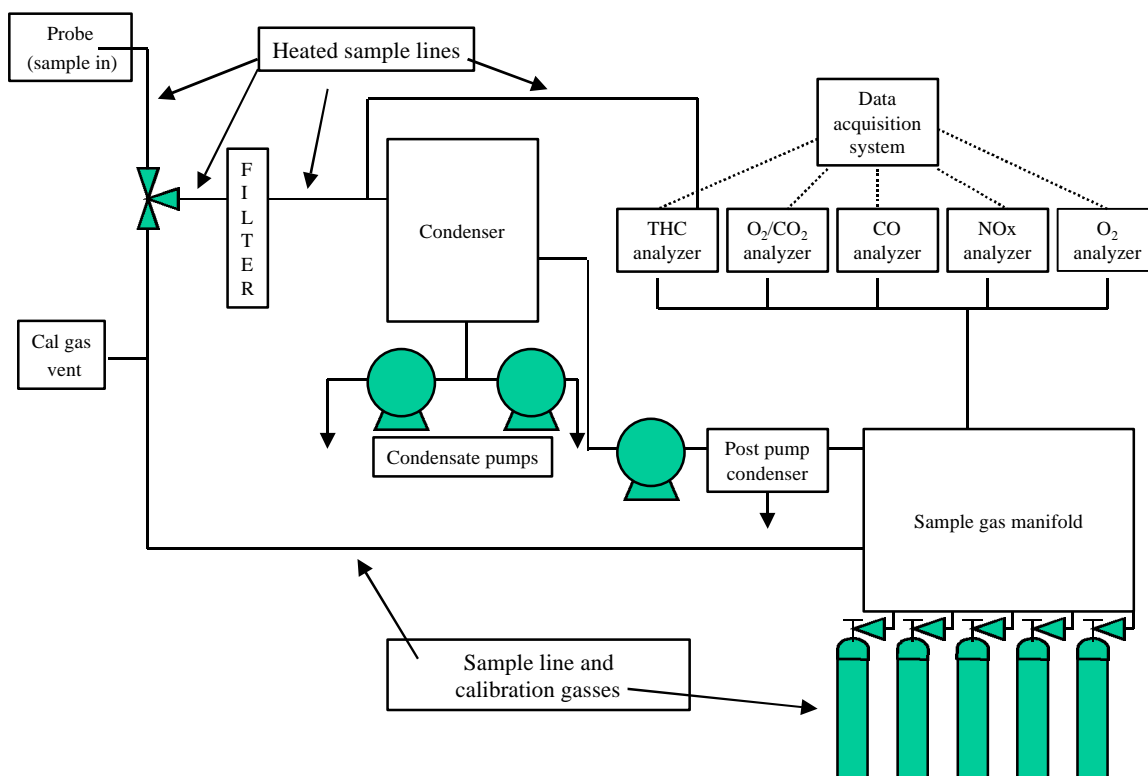 Probe
(sample in)
Heated sample lines
Data
acquisition
system
F
I
L
T
E
R
Condenser
THC
analyzer
O₂/CO₂
analyzer
CO
analyzer
NOx
analyzer
O₂
analyzer
Cal gas
vent
Condensate pumps
Post pump
condenser
Sample gas manifold
Sample line and
calibration gasses